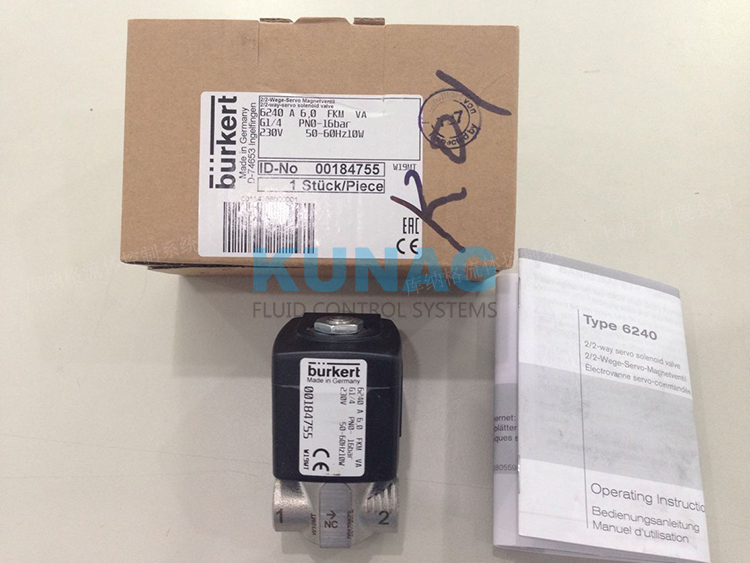 bürkert
Made in Germany
D-74653 Ingelfingen
2/2-Wege-Servo Magnetventil
2/2-way-servo solenoid valve
6240 A 6,0 FKM VA
G1/4 PN0-16bar
230V 50-60Hz10W
ID-No 00184755
W19MT
1 Stück/Piece
EAC
CE
KUNAG
FLUID CONTROL SYSTEMS
bürkert
Made in Germany
6240 A 6,0 FKM VA
G1/4 PN0- 16bar
230V 50-60Hz10W
00184755 W19MT
CE
1
NC
2
Type 6240
2/2-way servo solenoid valve
2/2-Wege-Servo-Magnetventil
Électrovanne servo-commandée
Operating Instructio
Bedienungsanleitung
Manuel d'utilisation